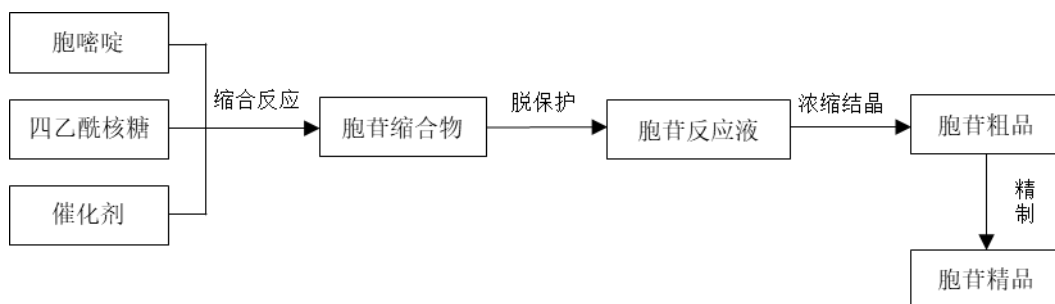 胞嘧啶
四乙酰核糖
催化剂
缩合反应
胞苷缩合物
脱保护
胞苷反应液
浓缩结晶
胞苷粗品
精制
胞苷精品